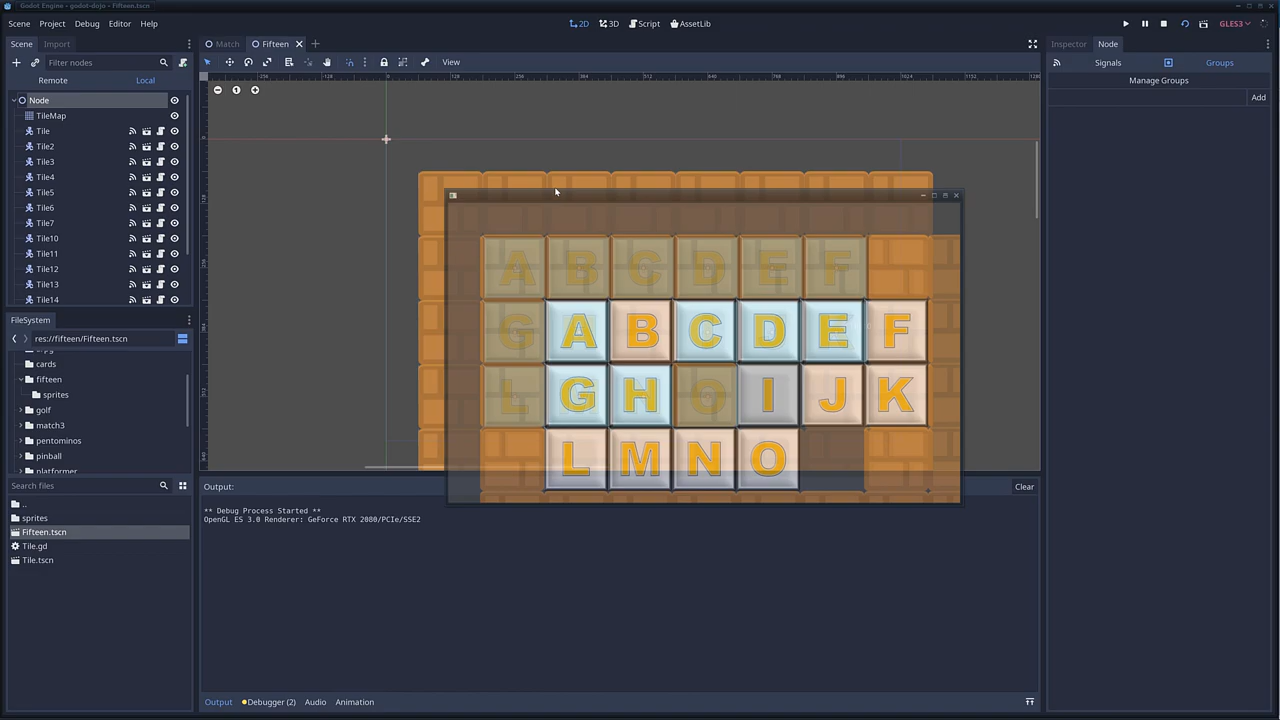 Godot Engine - godot-dojo - Fifteen.tscn
Scene Project Debug Editor Help
2D 3D Script AssetLib
GLES3
Scene Import
Match Fifteen
Inspector Node
Filter nodes
View
Signals Groups
Remote Local
Manage Groups
Add
Node
TileMap
Tile
Tile2
Tile3
Tile4
Tile5
Tile6
Tile7
Tile10
Tile11
Tile12
Tile13
Tile14
A B C D E F
G A B C D E F
L G H O I J K
L M N O
FileSystem
res://fifteen/Fifteen.tscn
cards
fifteen
sprites
golf
match3
pentominos
pinball
platformer
Search files
..
sprites
Fifteen.tscn
Tile.gd
Tile.tscn
Output:
Clear
** Debug Process Started **
OpenGL ES 3.0 Renderer: GeForce RTX 2080/PCIe/SSE2
Output Debugger (2) Audio Animation